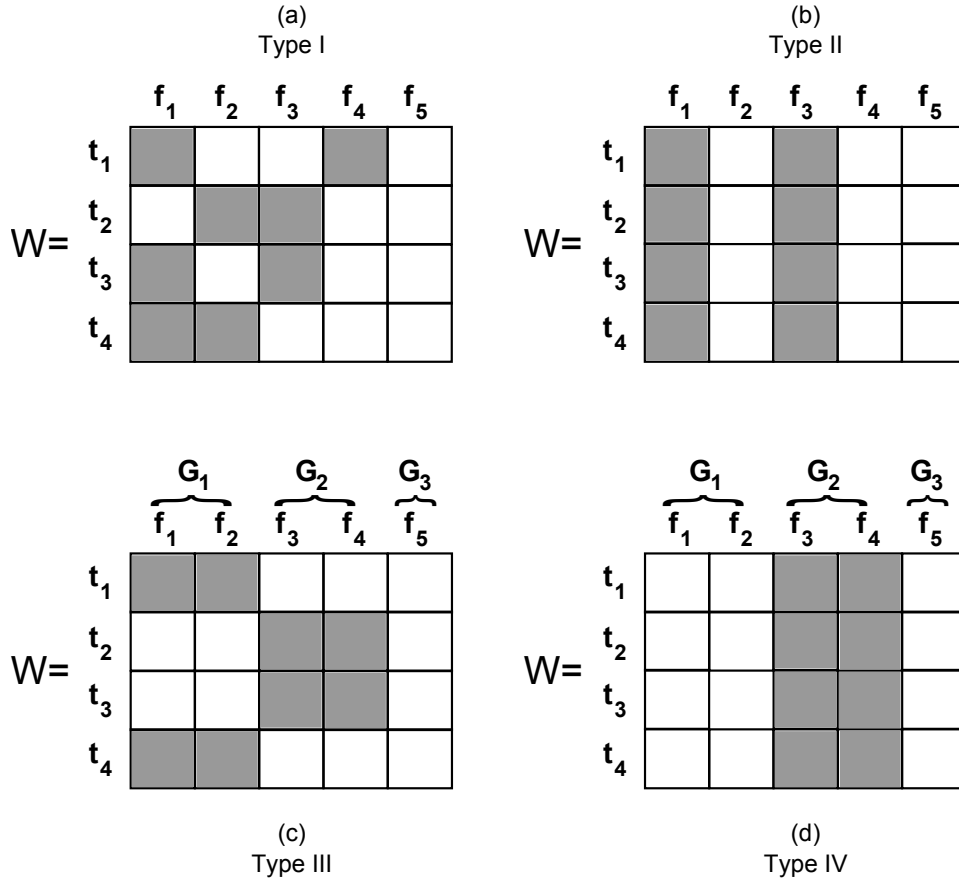 (a)
Type I
(b)
Type II
f1 f2 f3 f4 f5
f1 f2 f3 f4 f5
W=
t1
t2
t3
t4
W=
t1
t2
t3
t4
G1 G2 G3
f1 f2 f3 f4 f5
G1 G2 G3
f1 f2 f3 f4 f5
W=
t1
t2
t3
t4
W=
t1
t2
t3
t4
(c)
Type III
(d)
Type IV